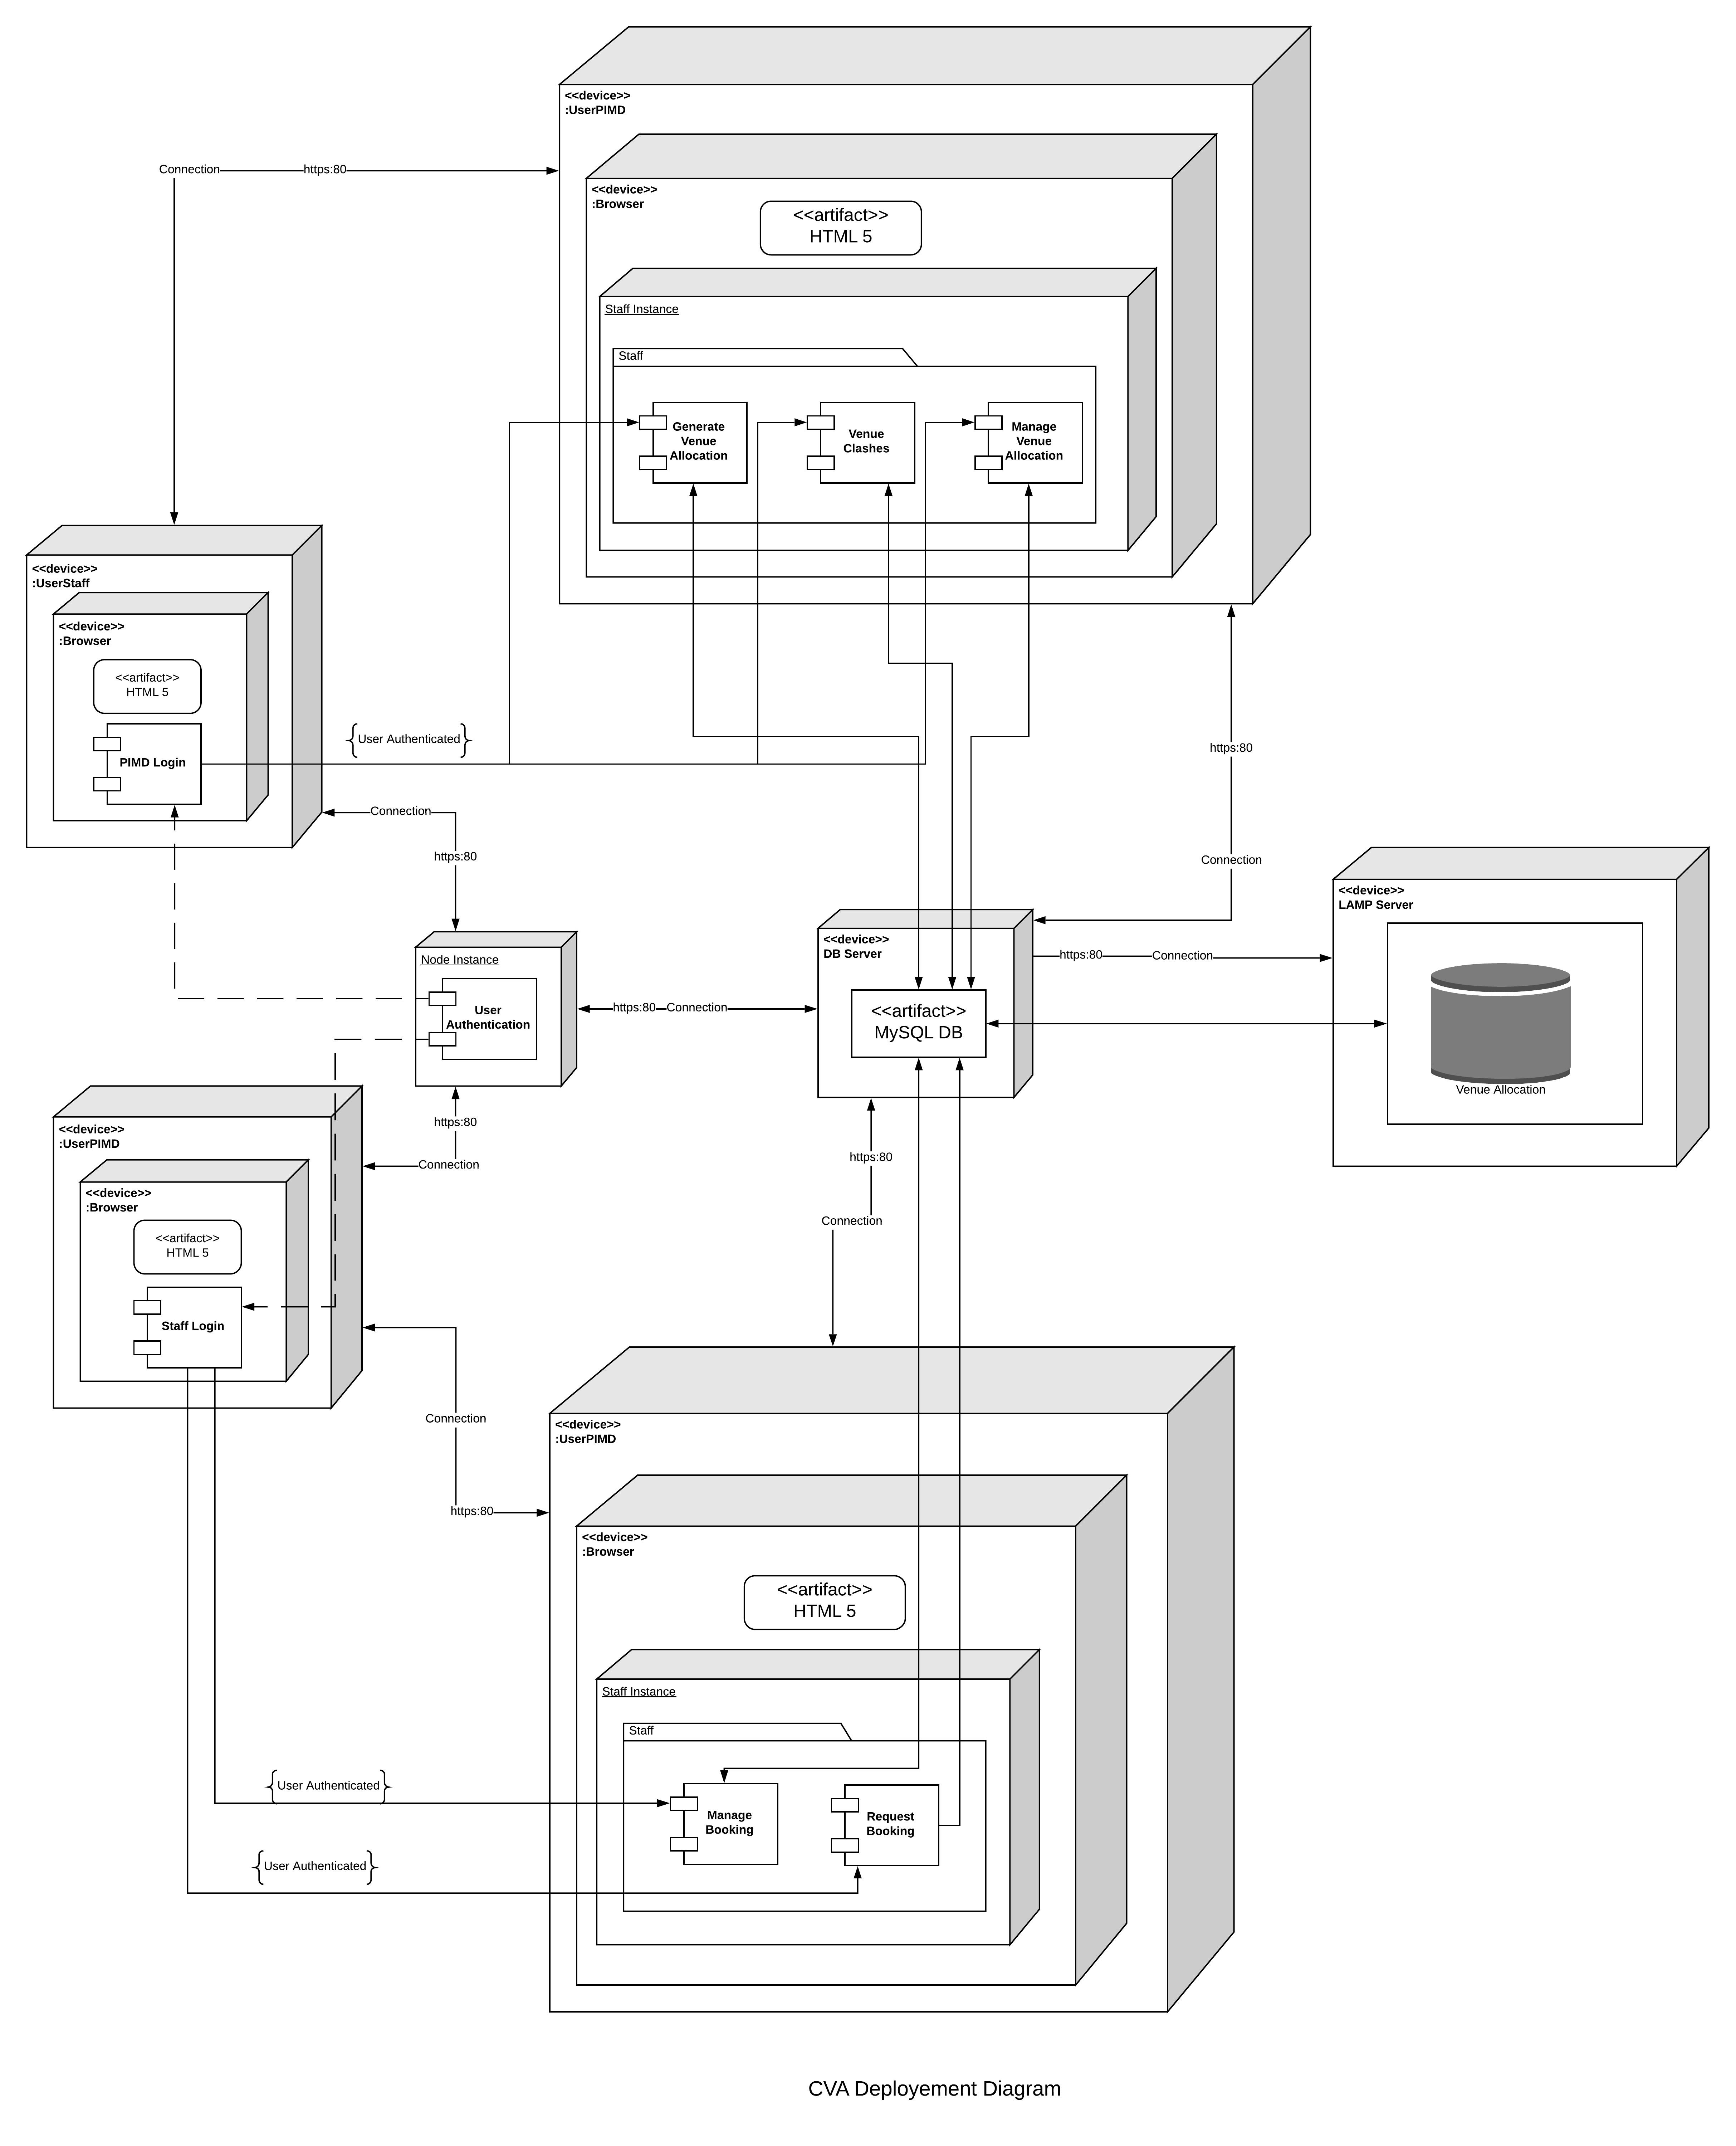 <<device>>
:UserPIMD
<<device>>
:Browser
<<artifact>>
HTML 5
Staff Instance
Staff
Generate
Venue
Allocation
Venue
Clashes
Manage
Venue
Allocation
Connection
https:80
<<device>>
:UserStaff
<<device>>
:Browser
<<artifact>>
HTML 5
PIMD Login
User Authenticated
Connection
https:80
https:80
Connection
Node Instance
User
Authentication
https:80
Connection
<<device>>
DB Server
<<artifact>>
MySQL DB
https:80
Connection
<<device>>
LAMP Server
Venue Allocation
https:80
Connection
https:80
Connection
<<device>>
:UserPIMD
<<device>>
:Browser
<<artifact>>
HTML 5
Staff Login
Connection
https:80
<<device>>
:UserPIMD
<<device>>
:Browser
<<artifact>>
HTML 5
Staff Instance
Staff
Manage
Booking
Request
Booking
User Authenticated
User Authenticated
CVA Deployement Diagram